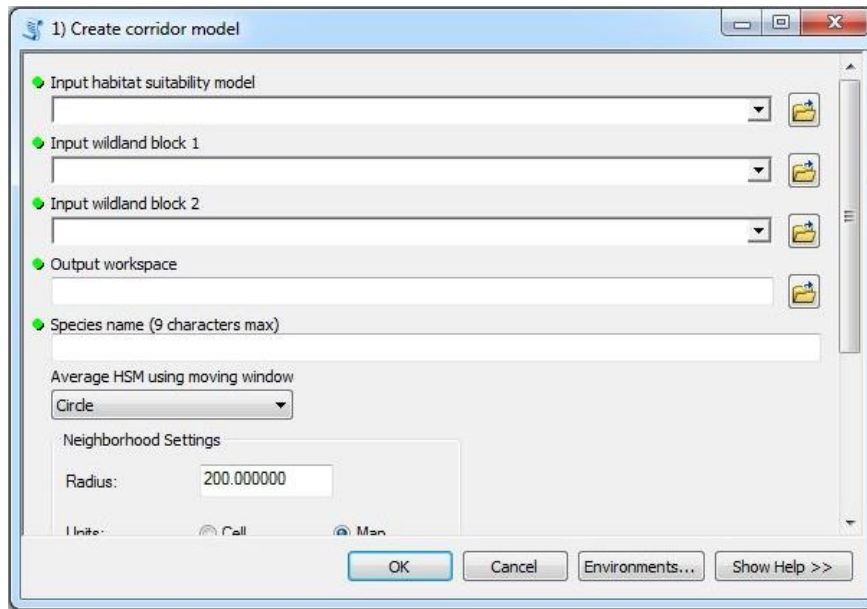 1) Create corridor model
Input habitat suitability model
Input wildland block 1
Input wildland block 2
Output workspace
Species name (9 characters max)
Average HSM using moving window
Circle
Neighborhood Settings
Radius: 200.000000
Units: Cell Map
OK Cancel Environments... Show Help >>